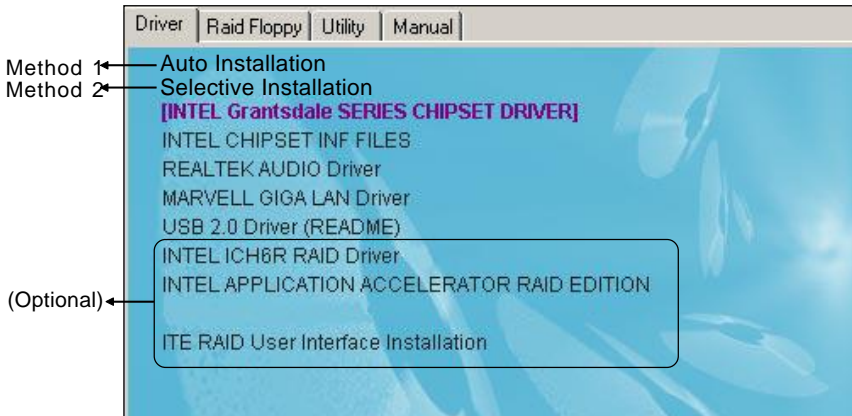 Driver Raid Floppy Utility Manual
Method 1 Auto Installation
Method 2 Selective Installation
[INTEL Grantsdale SERIES CHIPSET DRIVER]
INTEL CHIPSET INF FILES
REALTEK AUDIO Driver
MARVELL GIGA LAN Driver
USB 2.0 Driver (README)
INTEL ICH6R RAID Driver
INTEL APPLICATION ACCELERATOR RAID EDITION
(Optional)
ITE RAID User Interface Installation